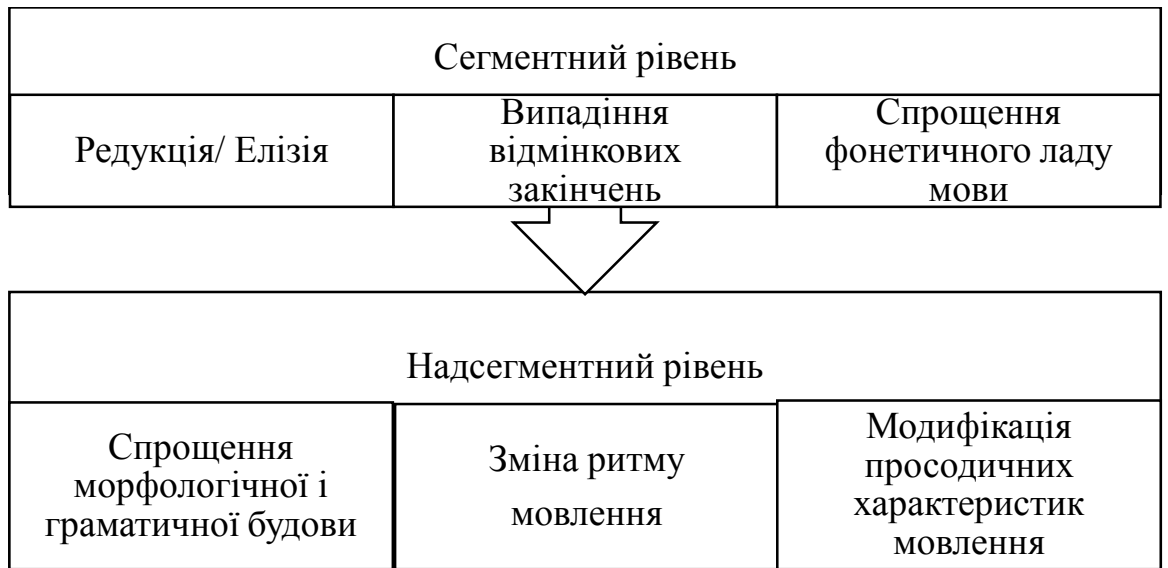 Сегментний рівень
Редукція/ Елізія
Випадіння
відмінкових
закінчень
Спрощення
фонетичного ладу
мови
Надсегментний рівень
Спрощення
морфологічної і
граматичної будови
Зміна ритму
мовлення
Модифікація
просодичних
характеристик
мовлення